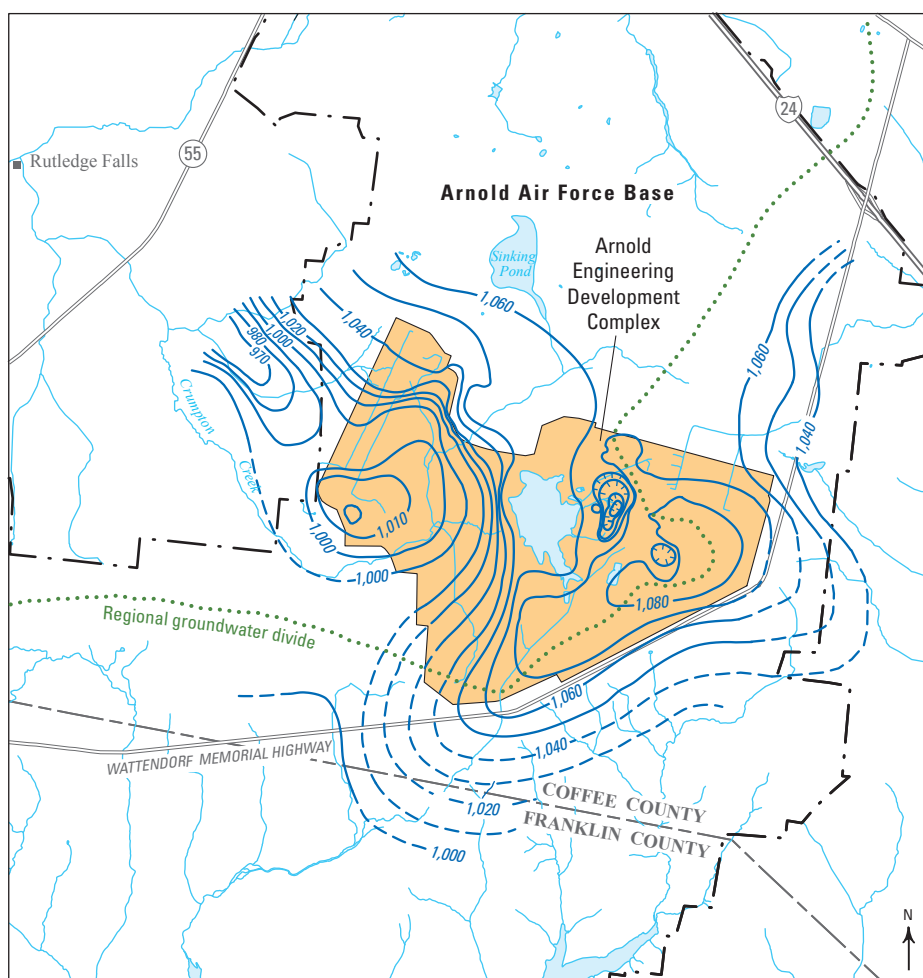 24
55
Rutledge Falls
Arnold Air Force Base
Arnold
Engineering
Development
Complex
Sinking
Pond
1,060
1,040
1,020
1,000
980
970
1,060
1,040
Crumpton
Creek
1,010
1,000
1,000
1,080
Regional groundwater divide
1,060
1,040
WATTENDORF MEMORIAL HIGHWAY
COFFEE COUNTY
1,020
FRANKLIN COUNTY
1,000
N